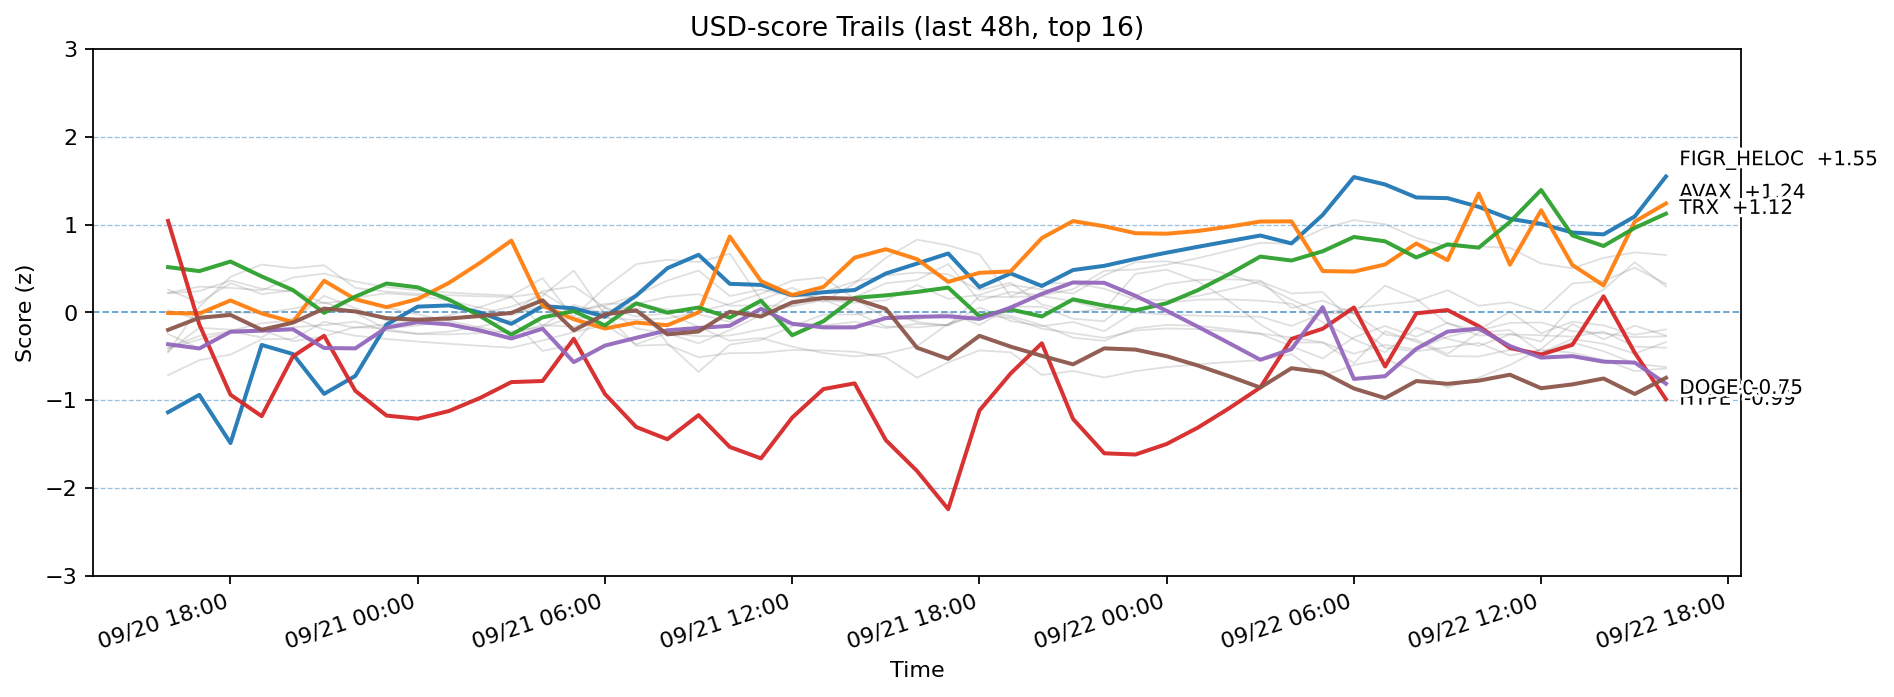 USD-score Trails (last 48h, top 16)
Score (z)
3
2
1
0
−1
−2
−3
FIGR_HELOC +1.55
AVAX +1.24
TRX +1.12
DOGE -0.75
HYPE -0.99
09/20 18:00
09/21 00:00
09/21 06:00
09/21 12:00
09/21 18:00
09/22 00:00
09/22 06:00
09/22 12:00
09/22 18:00
Time